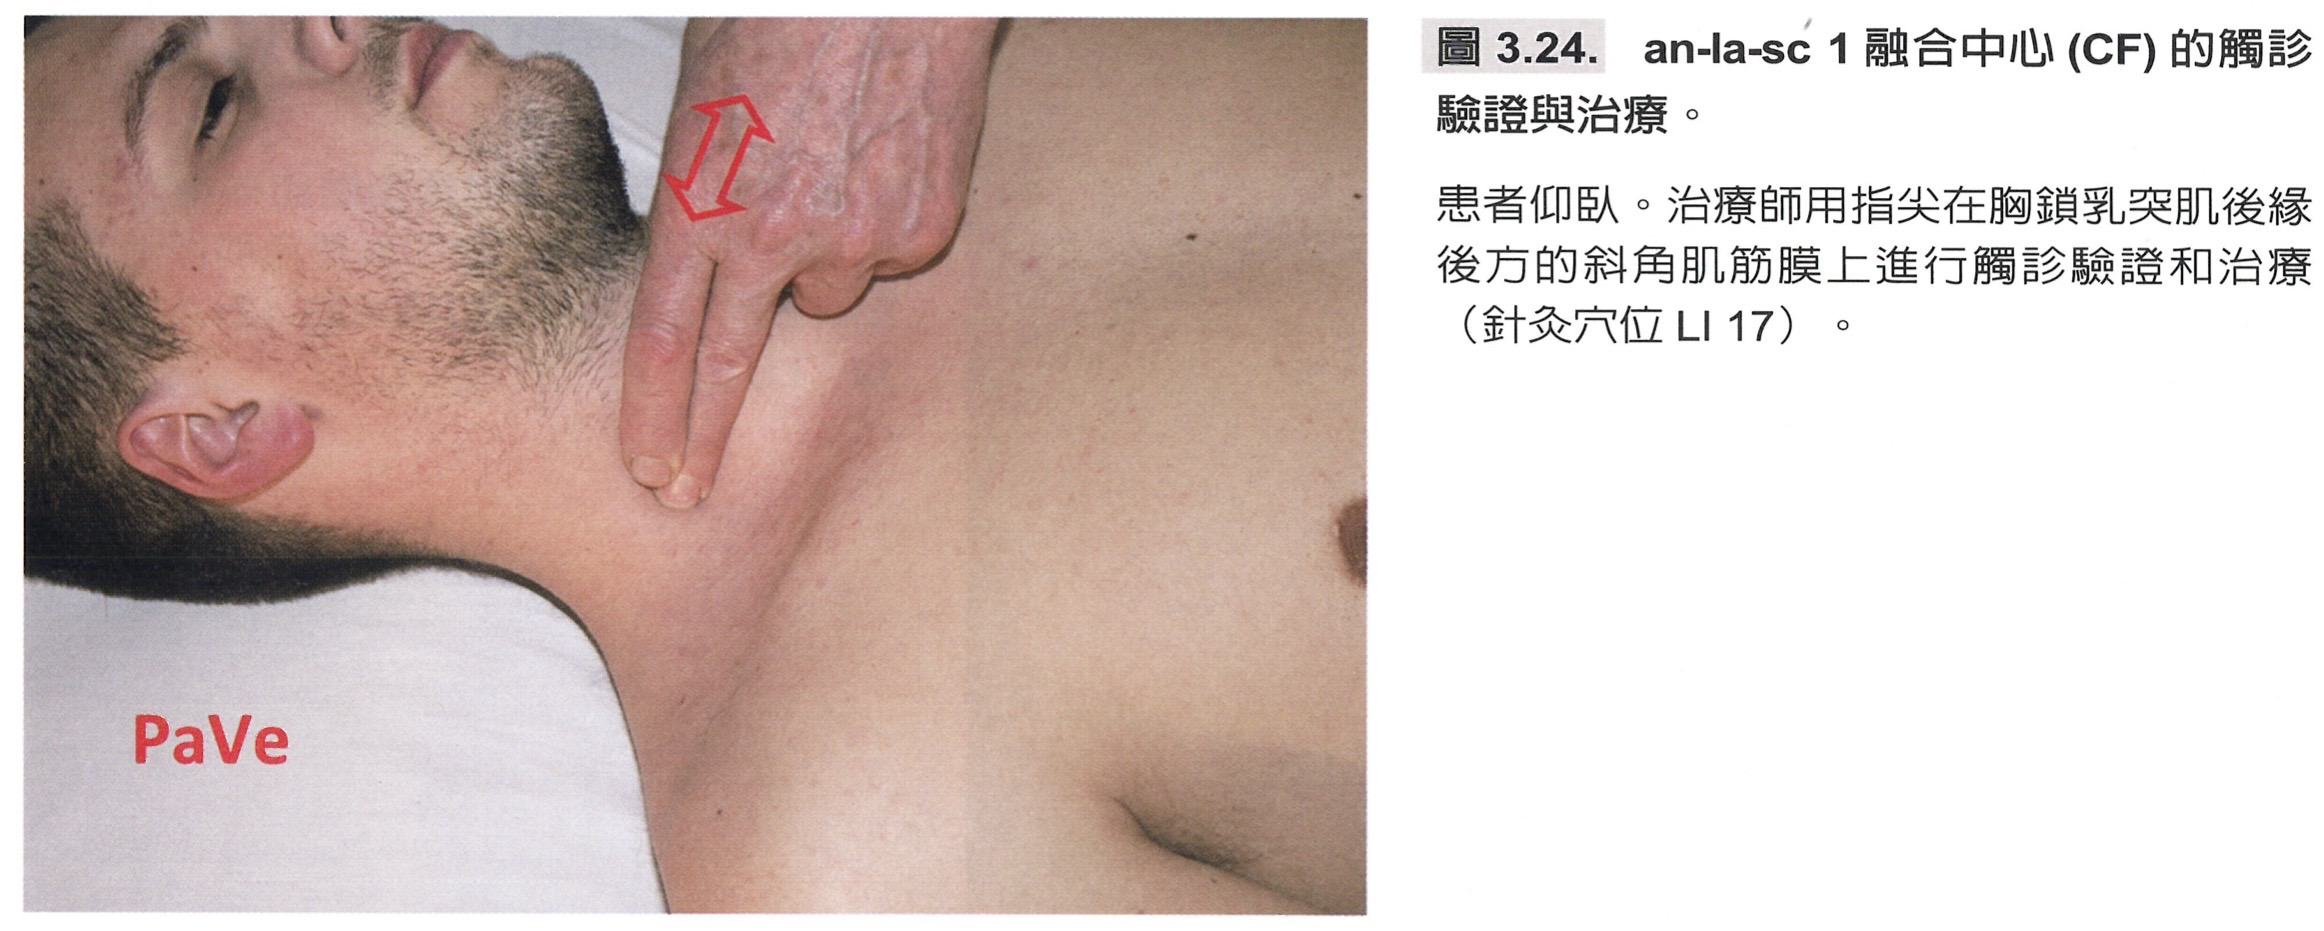 PaVe
圖 3.24. an-la-sc 1 融合中心 (CF) 的觸診
驗證與治療。
患者仰臥。治療師用指尖在胸鎖乳突肌後緣
後方的斜角肌筋膜上進行觸診驗證和治療
（針灸穴位 LI 17）。